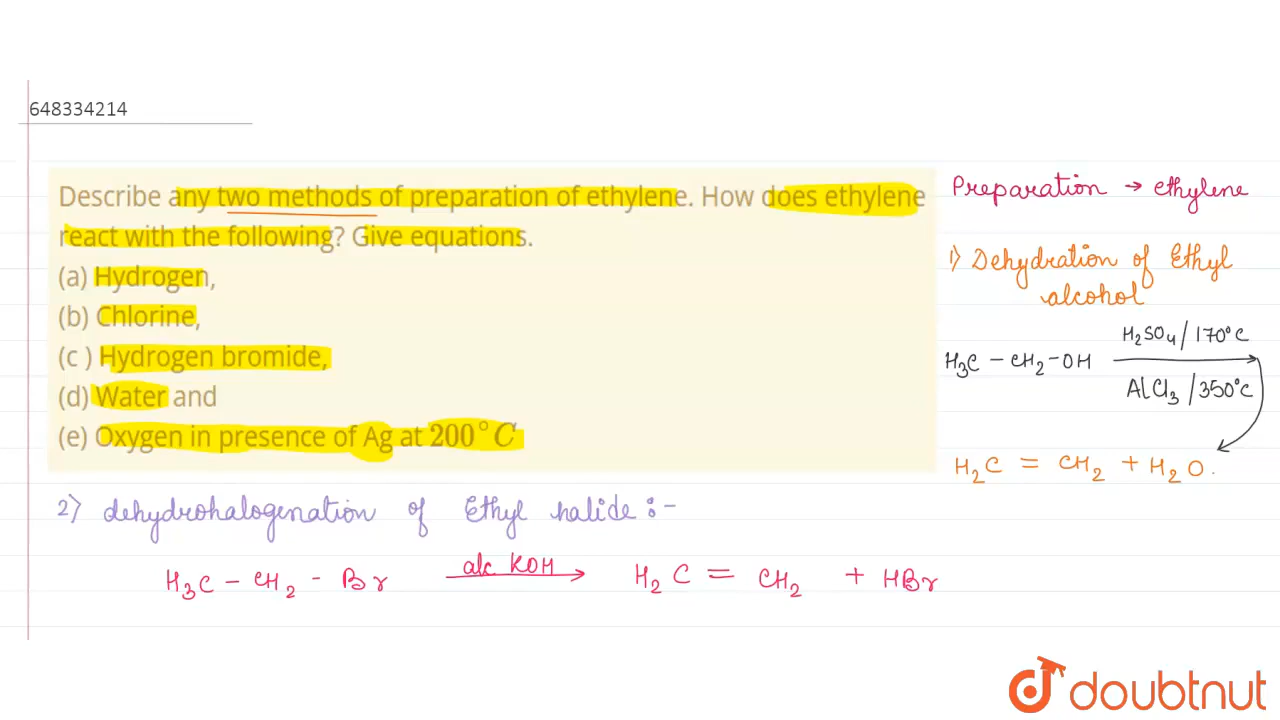 648334214
Describe any two methods of preparation of ethylene. How does ethylene
react with the following? Give equations.
(a) Hydrogen,
(b) Chlorine,
(c ) Hydrogen bromide,
(d) Water and
(e) Oxygen in presence of Ag at 200°C
Preparation → ethylene
1) Dehydration of Ethyl
alcohol
H₂SO₄/170°C
H₃C – CH₂ – OH
AlCl₃/350°C
H₂C = CH₂ + H₂O.
2) dehydrohalogenation of Ethyl halide :-
alc KOH
H₃C – CH₂ – Br → H₂C = CH₂ + HBr
doubtnut